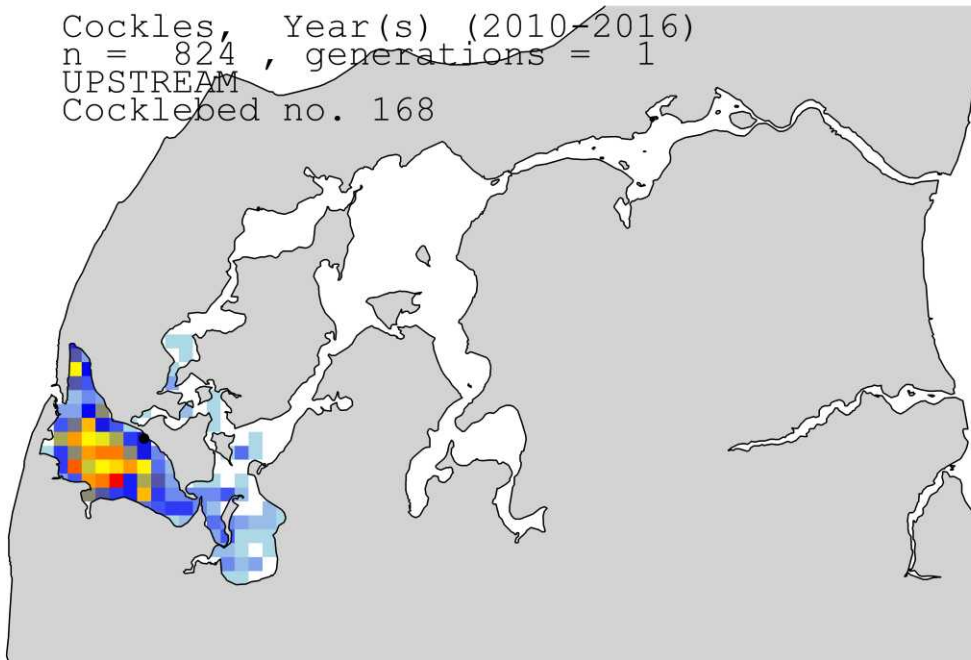 Cockles, Year(s) (2010-2016)
n = 824 , generations = 1
UPSTREAM
Cocklebed no. 168